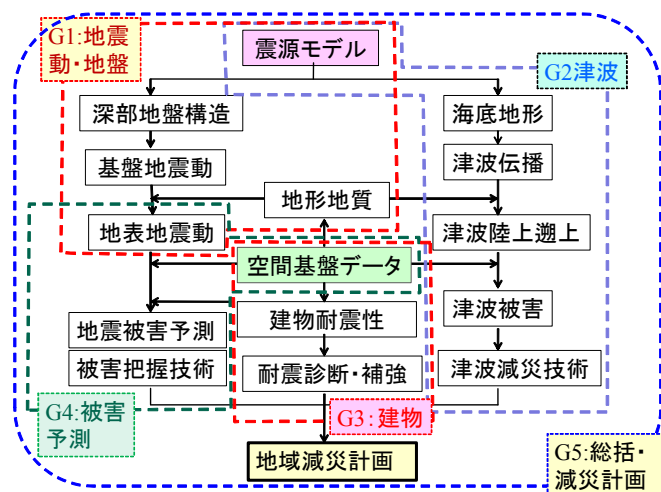 G1:地震
動・地盤
震源モデル
G2津波
深部地盤構造
海底地形
基盤地震動
津波伝播
地形地質
地表地震動
津波陸上遡上
空間基盤データ
建物耐震性
津波被害
地震被害予測
被害把握技術
耐震診断・補強
津波減災技術
G4:被害
予測
G3:建物
地域減災計画
G5:総括・
減災計画